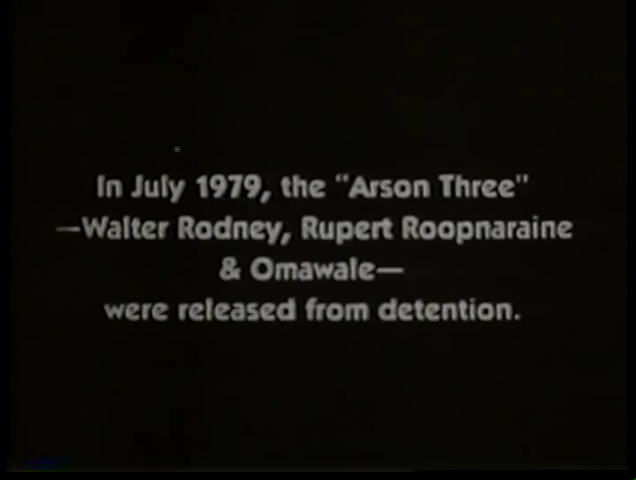 In July 1979, the "Arson Three"
—Walter Rodney, Rupert Roopnaraine
& Omawale—
were released from detention.